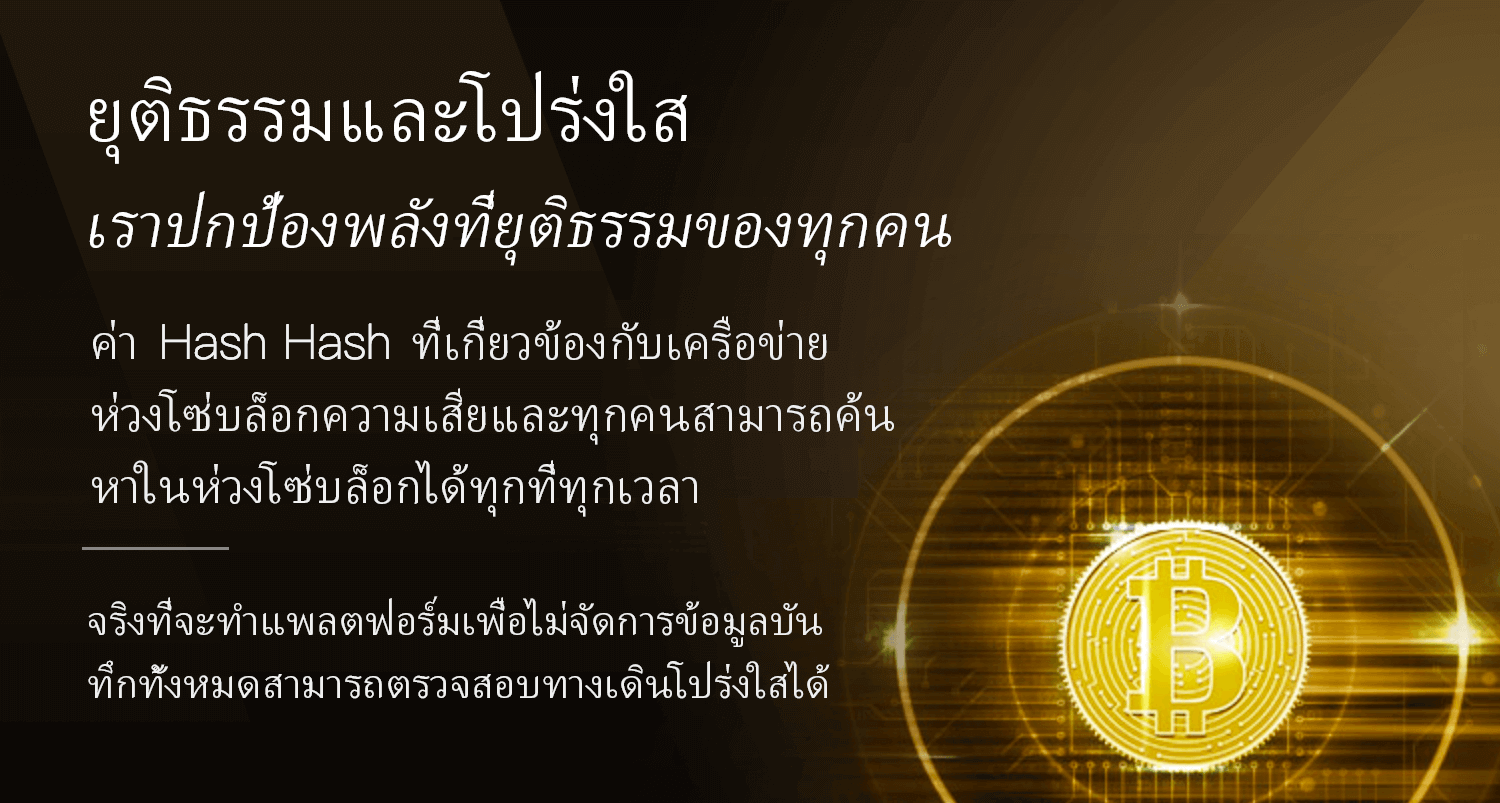 ยุติธรรมและโปร่งใส
เราปกป้องพลังที่ยุติธรรมของทุกคน
ค่า Hash Hash ที่เกี่ยวข้องกับเครือข่าย
ห่วงโซ่บล็อกความเสี่ยและทุกคนสามารถค้น
หาในห่วงโซ่บล็อกได้ทุกที่ทุกเวลา
จริงที่จะทำแพลตฟอร์มเพื่อไม่จัดการข้อมูลบัน
ทึกทั้งหมดสามารถตรวจสอบทางเดินโปร่งใสได้